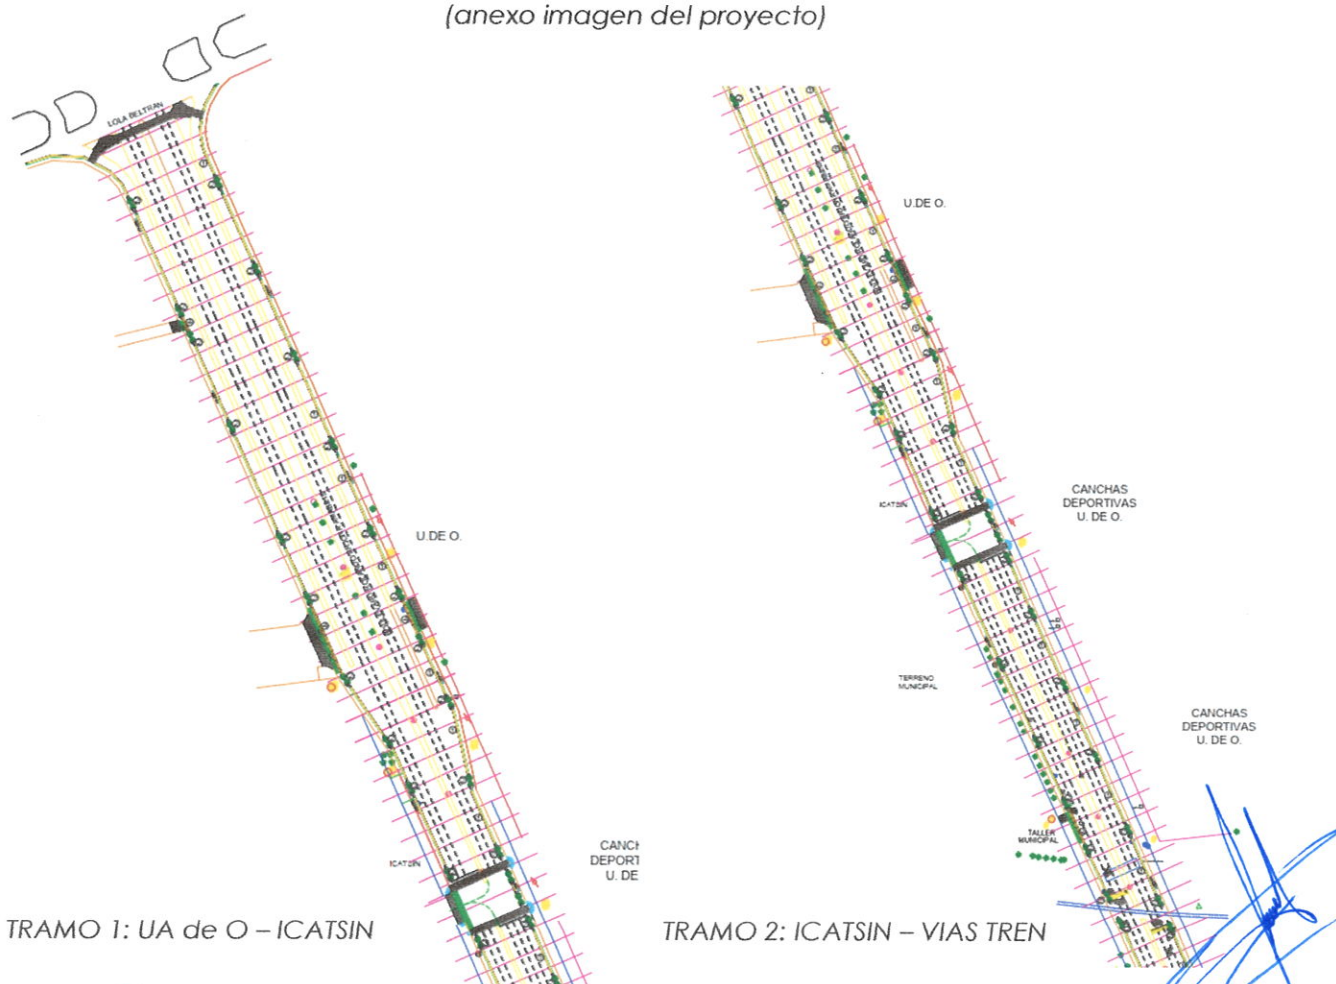 (anexo imagen del proyecto)
LOLA BELTRAN
U.DE O.
ICATSIN
CANCH
DEPORT
U. DE
TRAMO 1: UA de O – ICATSIN
U.DE O.
ICATSIN
CANCHAS
DEPORTIVAS
U. DE O.
TERRENO
MUNICIPAL
CANCHAS
DEPORTIVAS
U. DE O.
TALLER
MUNICIPAL
TRAMO 2: ICATSIN – VIAS TREN